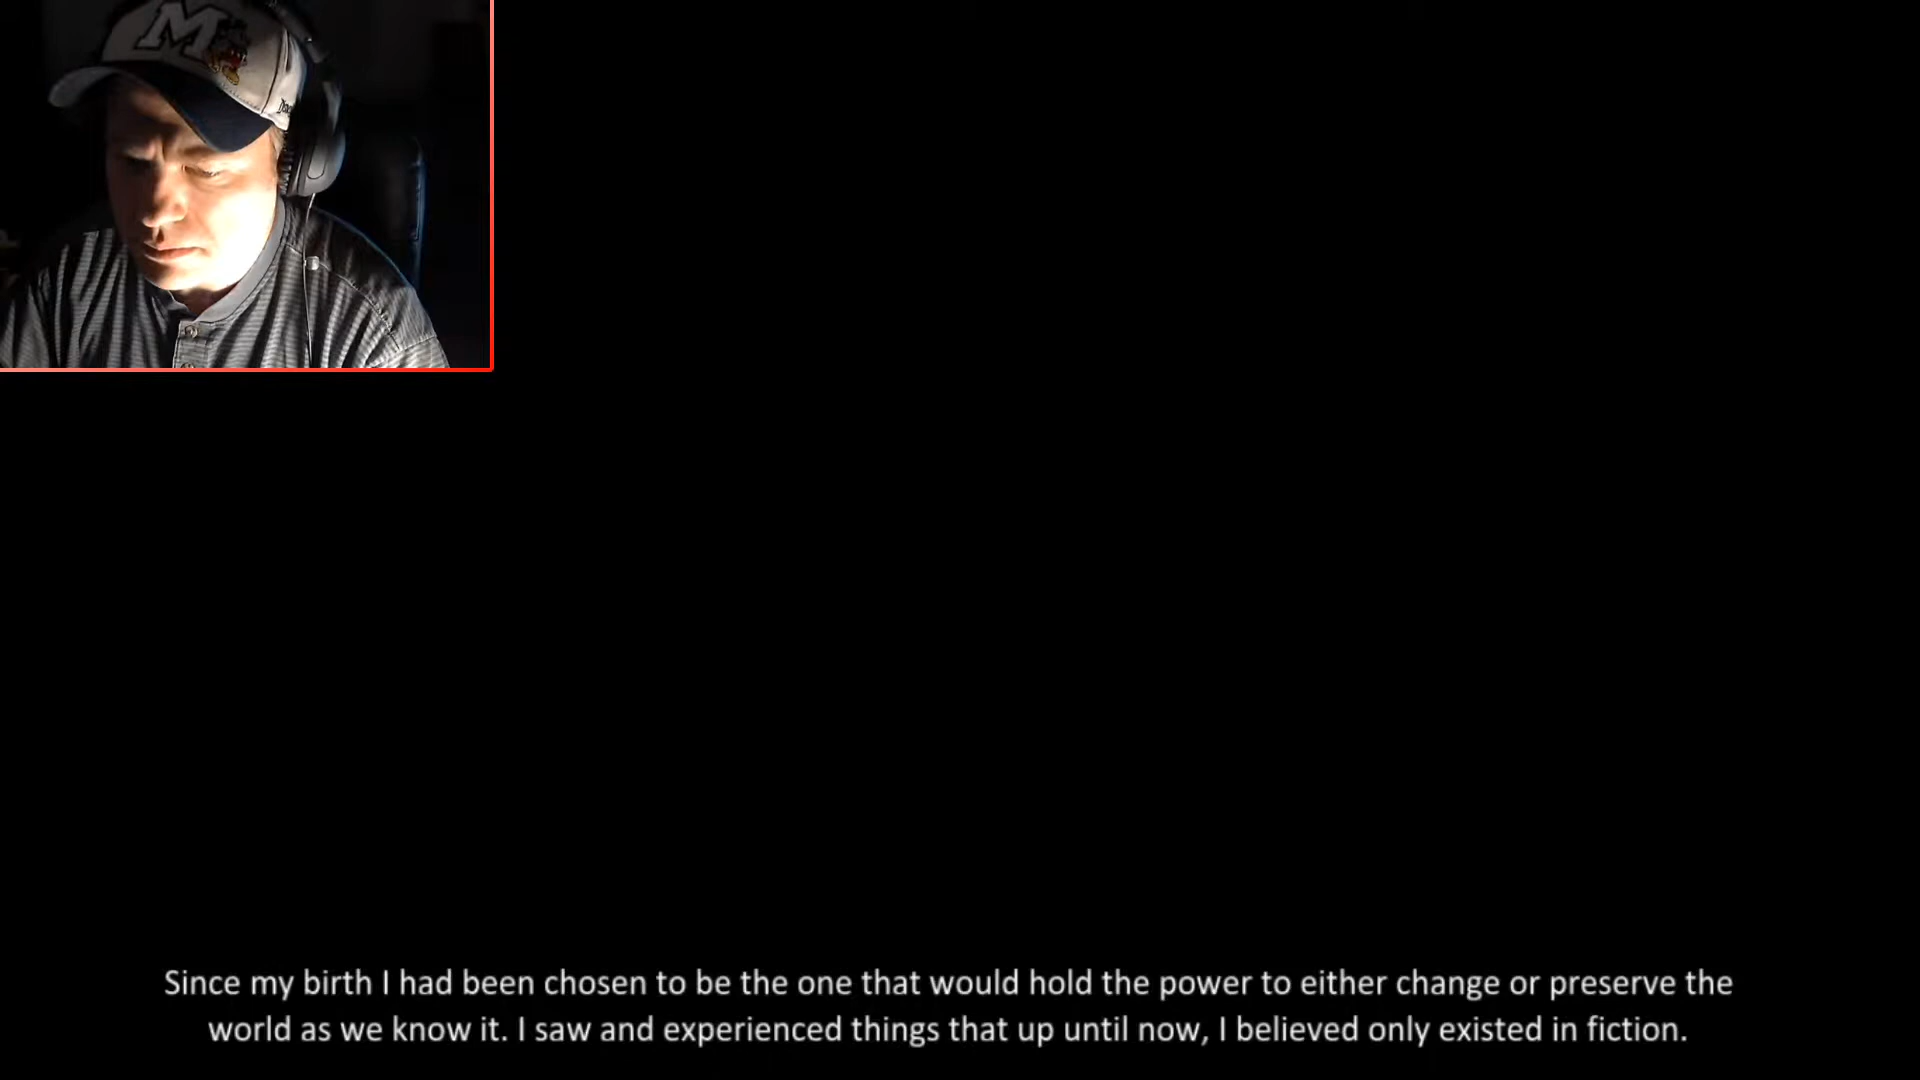 M
Since my birth I had been chosen to be the one that would hold the power to either change or preserve the
world as we know it. I saw and experienced things that up until now, I believed only existed in fiction.